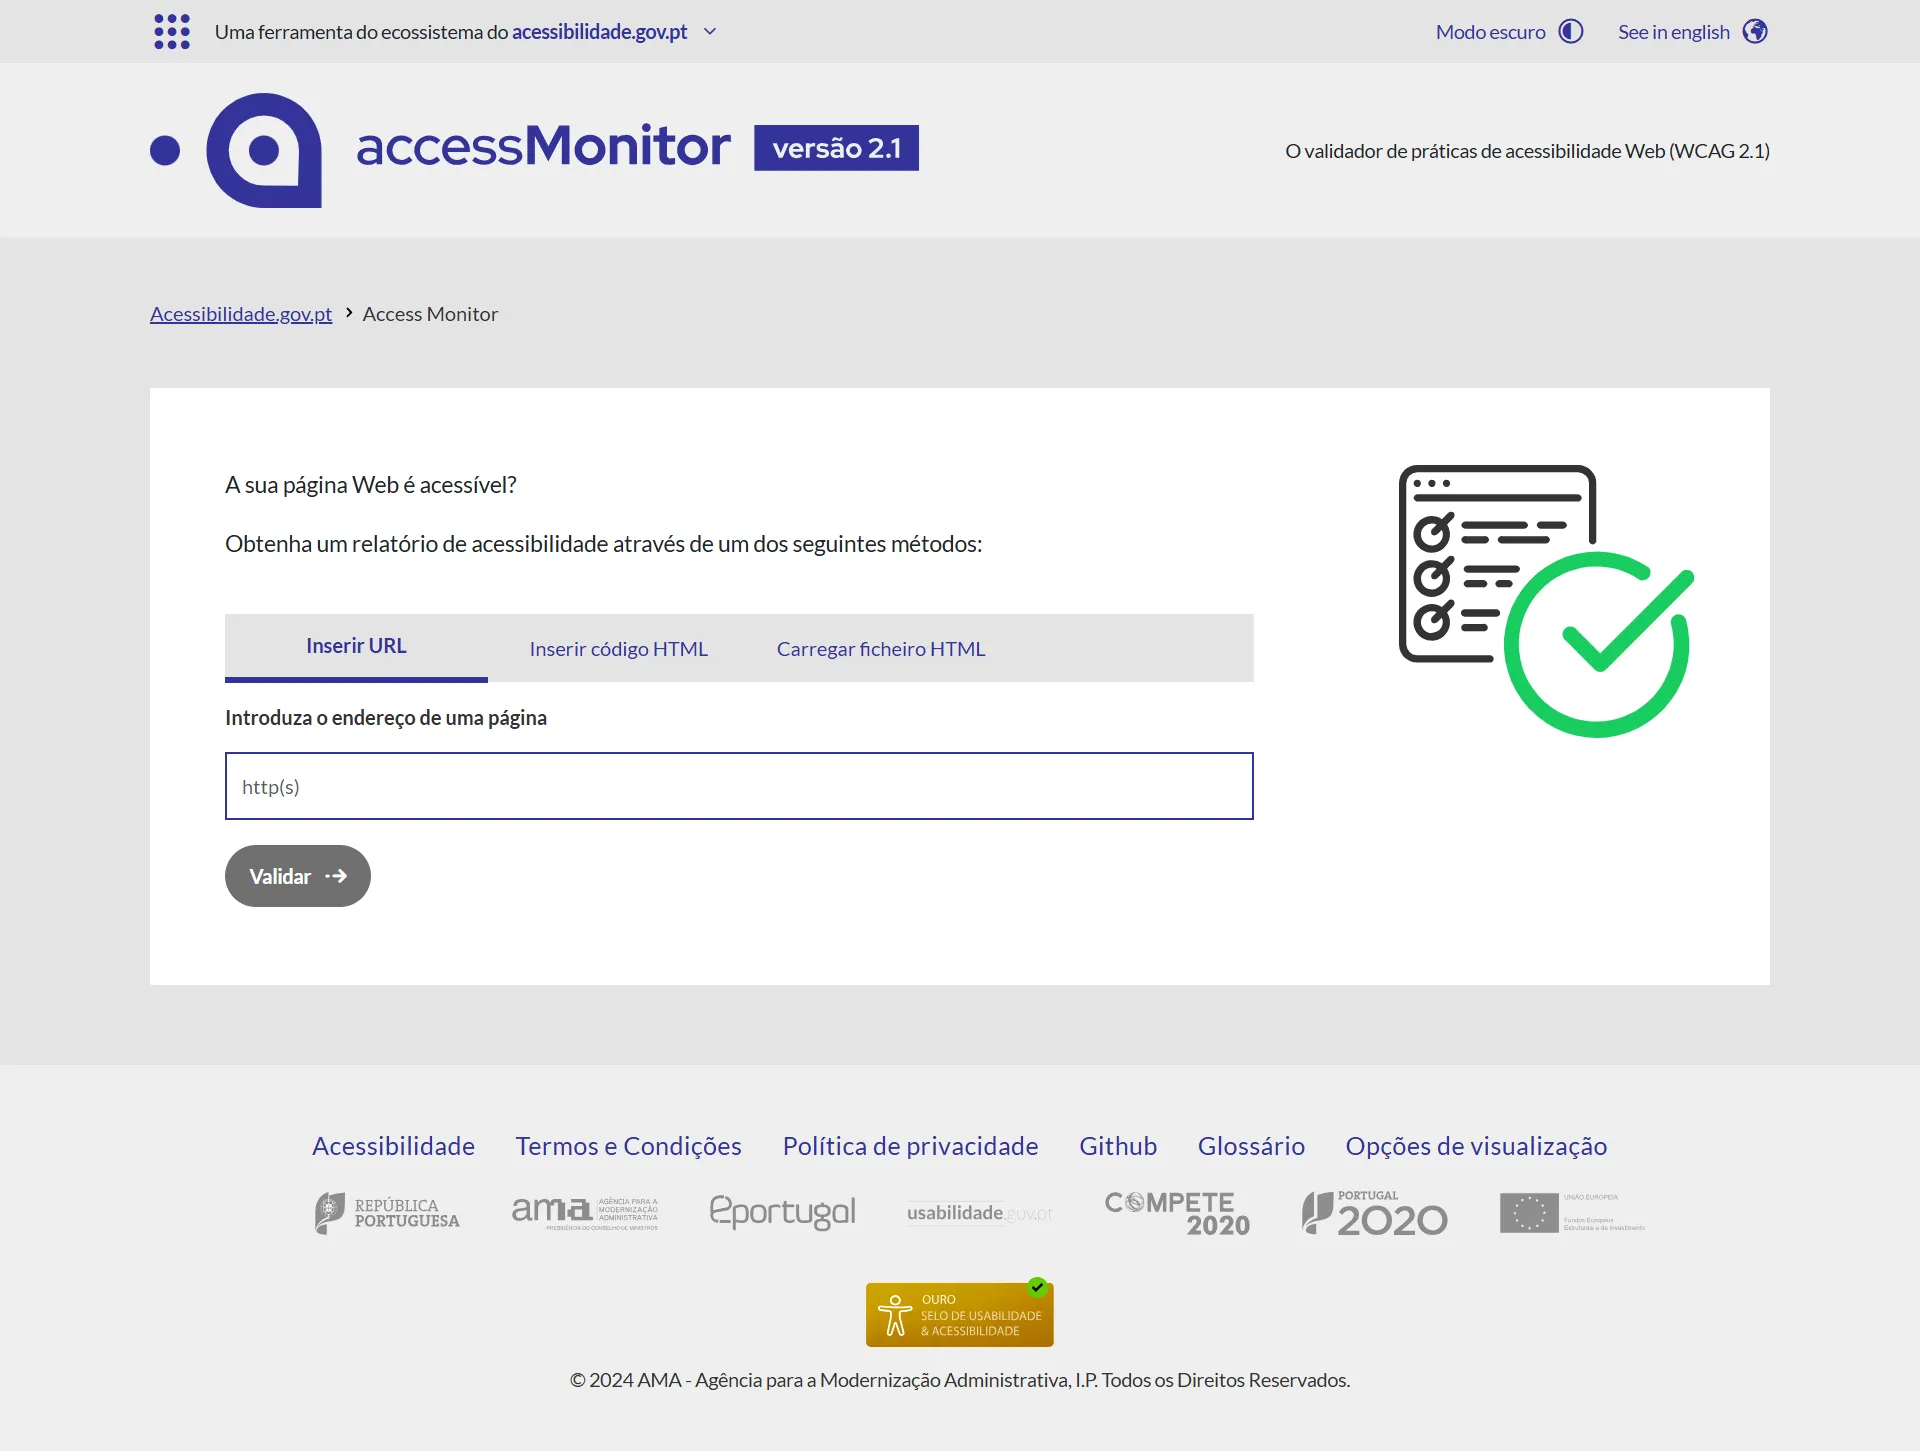 Uma ferramenta do ecossistema do acessibilidade.gov.pt
Modo escuro
See in english
accessMonitor versão 2.1
O validador de práticas de acessibilidade Web (WCAG 2.1)
Acessibilidade.gov.pt > Access Monitor
A sua página Web é acessível?
Obtenha um relatório de acessibilidade através de um dos seguintes métodos:
Inserir URL
Inserir código HTML
Carregar ficheiro HTML
Introduza o endereço de uma página
http(s)
Validar
Acessibilidade
Termos e Condições
Política de privacidade
Github
Glossário
Opções de visualização
REPÚBLICA
PORTUGUESA
ama
AGÊNCIA PARA A
MODERNIZAÇÃO
ADMINISTRATIVA
PRESIDÊNCIA DO CONSELHO DE MINISTROS
eportugal
usabilidade.gov.pt
COMPETE
2020
PORTUGAL
2020
UNIÃO EUROPEIA
Fundos Europeus
Estruturais e de Investimento
OURO
SELO DE USABILIDADE
& ACESSIBILIDADE
© 2024 AMA - Agência para a Modernização Administrativa, I.P. Todos os Direitos Reservados.